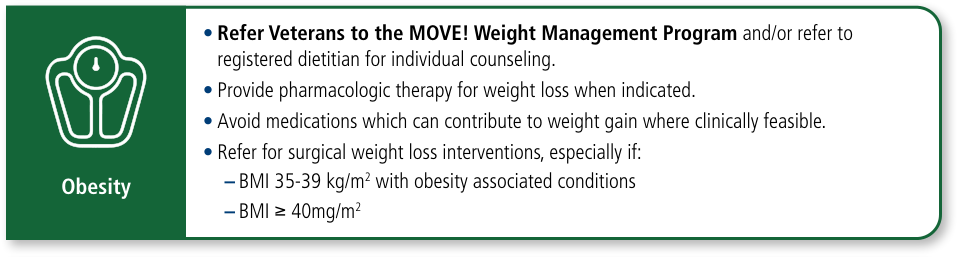 Obesity
• Refer Veterans to the MOVE! Weight Management Program and/or refer to
registered dietitian for individual counseling.
• Provide pharmacologic therapy for weight loss when indicated.
• Avoid medications which can contribute to weight gain where clinically feasible.
• Refer for surgical weight loss interventions, especially if:
– BMI 35-39 kg/m² with obesity associated conditions
– BMI ≥ 40mg/m²